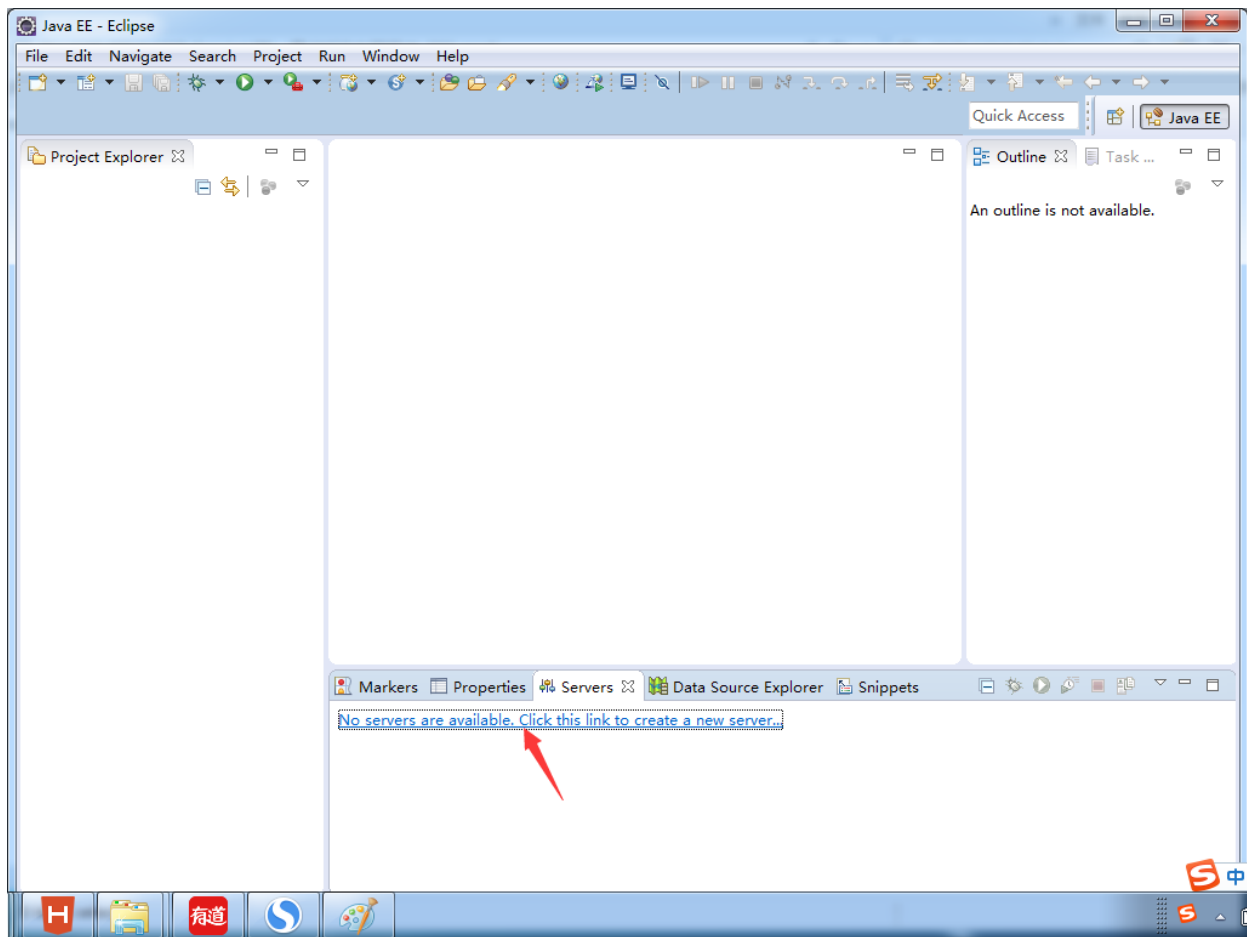 Java EE - Eclipse
File Edit Navigate Search Project Run Window Help
Quick Access Java EE
Project Explorer
Outline Task ...
An outline is not available.
Markers Properties Servers Data Source Explorer Snippets
No servers are available. Click this link to create a new server...
S 中
H 有道 S S